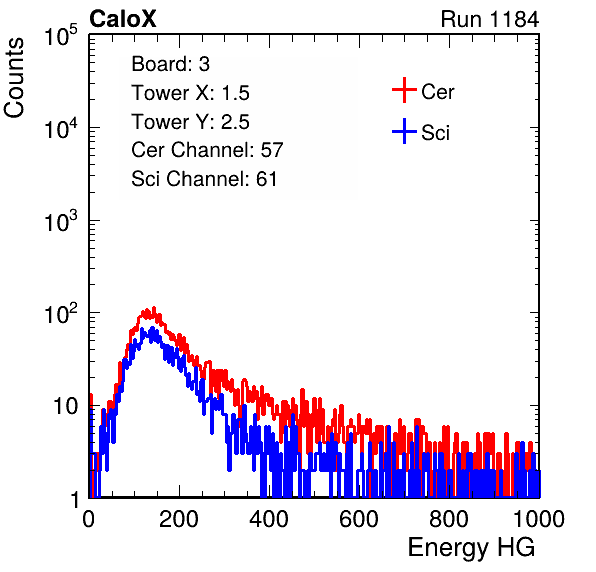 CaloX Run 1184
Counts
10^5
10^4
10^3
10^2
10
1
Board: 3
Tower X: 1.5
Tower Y: 2.5
Cer Channel: 57
Sci Channel: 61
Cer
Sci
0 200 400 600 800 1000
Energy HG